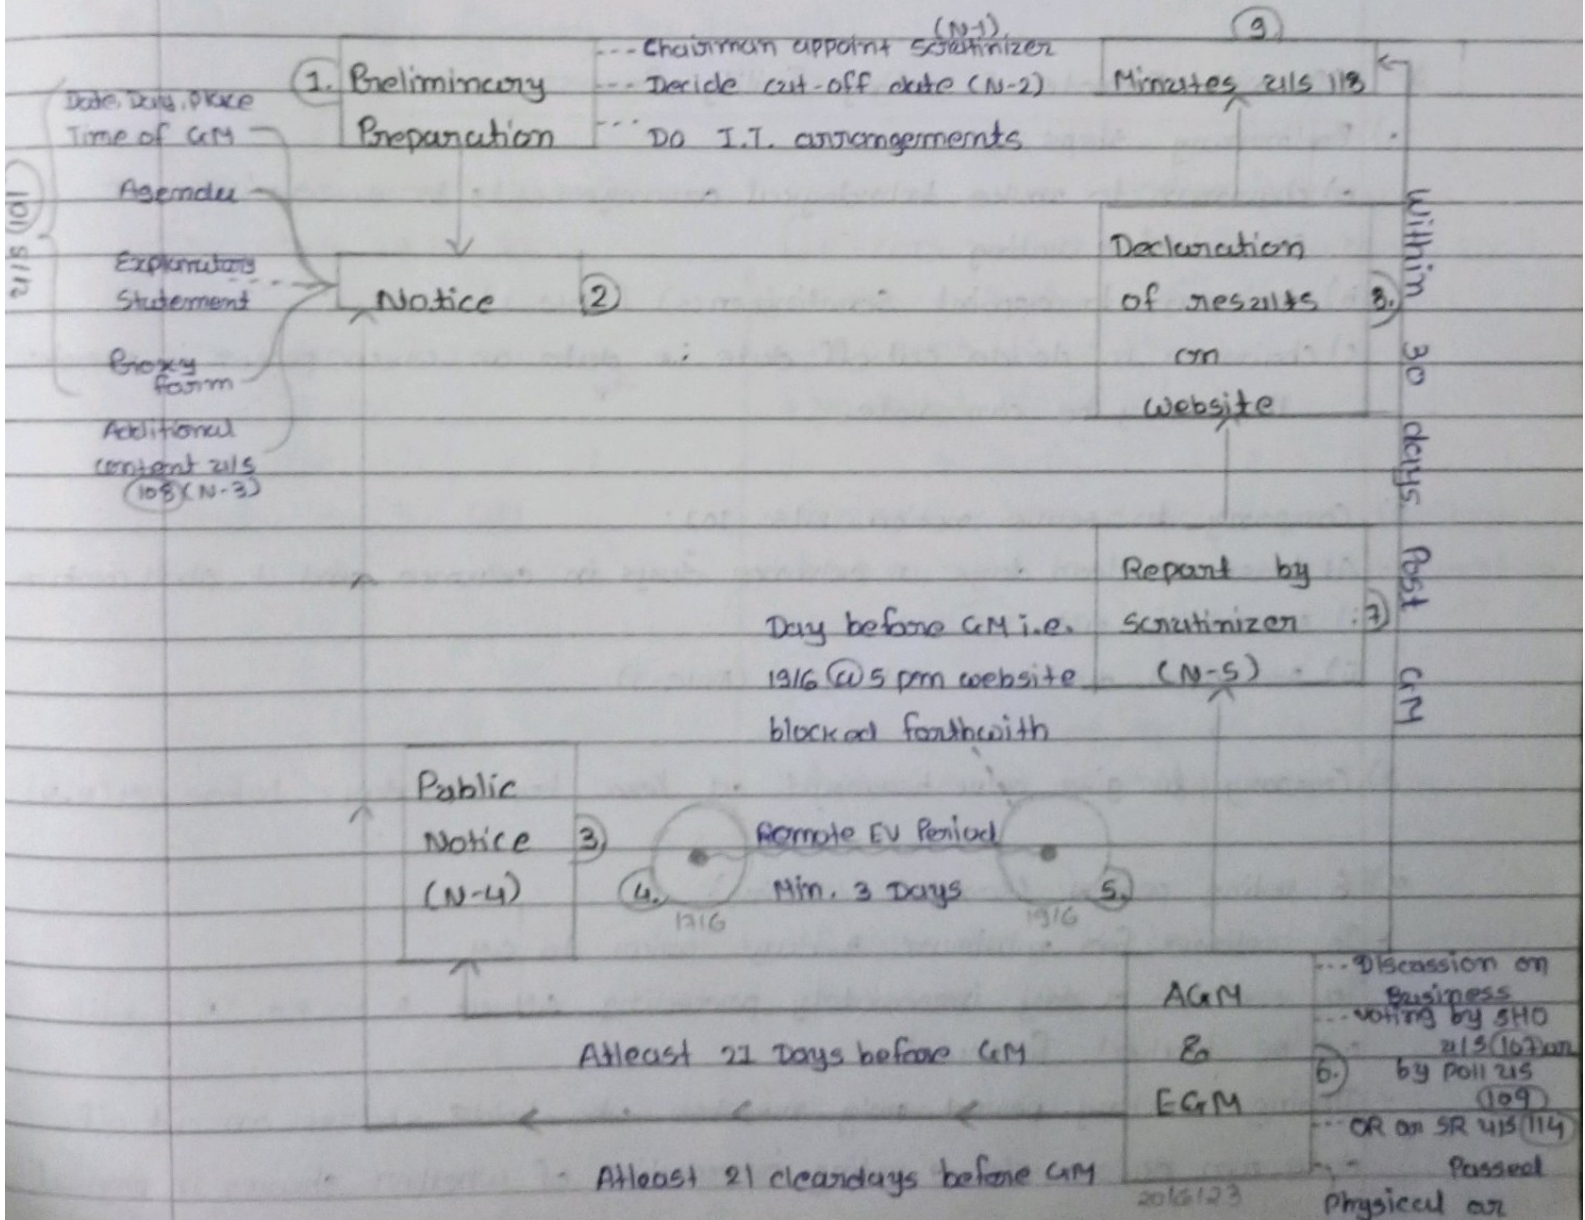 (N-1)
1. Preliminary
Preparation
--- Chairman appoint scrutinizer
--- Decide cut-off date (N-2)
--- Do I.T. arrangements
9
Minutes u/s 118
Date, Day, Place
Time of GM
Agenda
Explanatory
Statement
Proxy
form
101 S/12
Additional
content u/s
108 (N-3)
Notice 2
Declaration
of results 8.
on
website
Within 30 days Post GM
Report by
Scrutinizer 7
(N-5)
Day before GM i.e.
19/6 @ 5 pm website
blocked forthwith
Public
Notice 3
(N-4)
Remote EV Period
4. Min. 3 Days 5.
17/6 19/6
AGM
&
EGM
6.
--- Discussion on
Business
--- voting by SHO
u/s 107 or
by poll u/s
109
--- OR on SR u/s 114
Passed
Physical or
Atleast 21 Days before GM
- Atleast 21 cleardays before GM
20/6/23